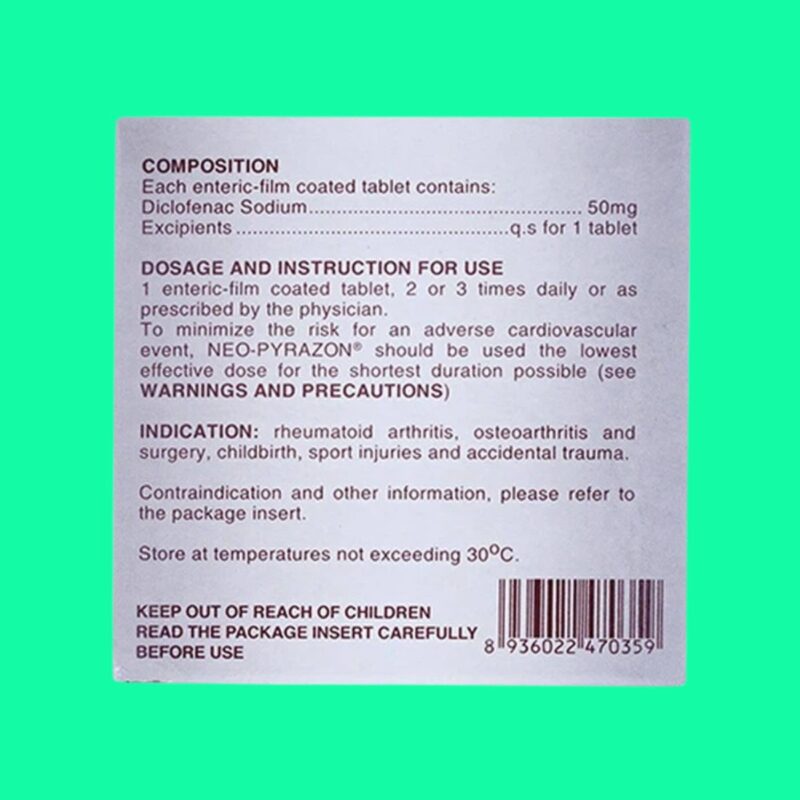 COMPOSITION
Each enteric-film coated tablet contains:
Diclofenac Sodium.......................................... 50mg
Excipients ..........................................q.s for 1 tablet
DOSAGE AND INSTRUCTION FOR USE
1 enteric-film coated tablet, 2 or 3 times daily or as
prescribed by the physician.
To minimize the risk for an adverse cardiovascular
event, NEO-PYRAZON® should be used the lowest
effective dose for the shortest duration possible (see
WARNINGS AND PRECAUTIONS)
INDICATION: rheumatoid arthritis, osteoarthritis and
surgery, childbirth, sport injuries and accidental trauma.
Contraindication and other information, please refer to
the package insert.
Store at temperatures not exceeding 30ºC.
KEEP OUT OF REACH OF CHILDREN
READ THE PACKAGE INSERT CAREFULLY
BEFORE USE
8 936022 470359